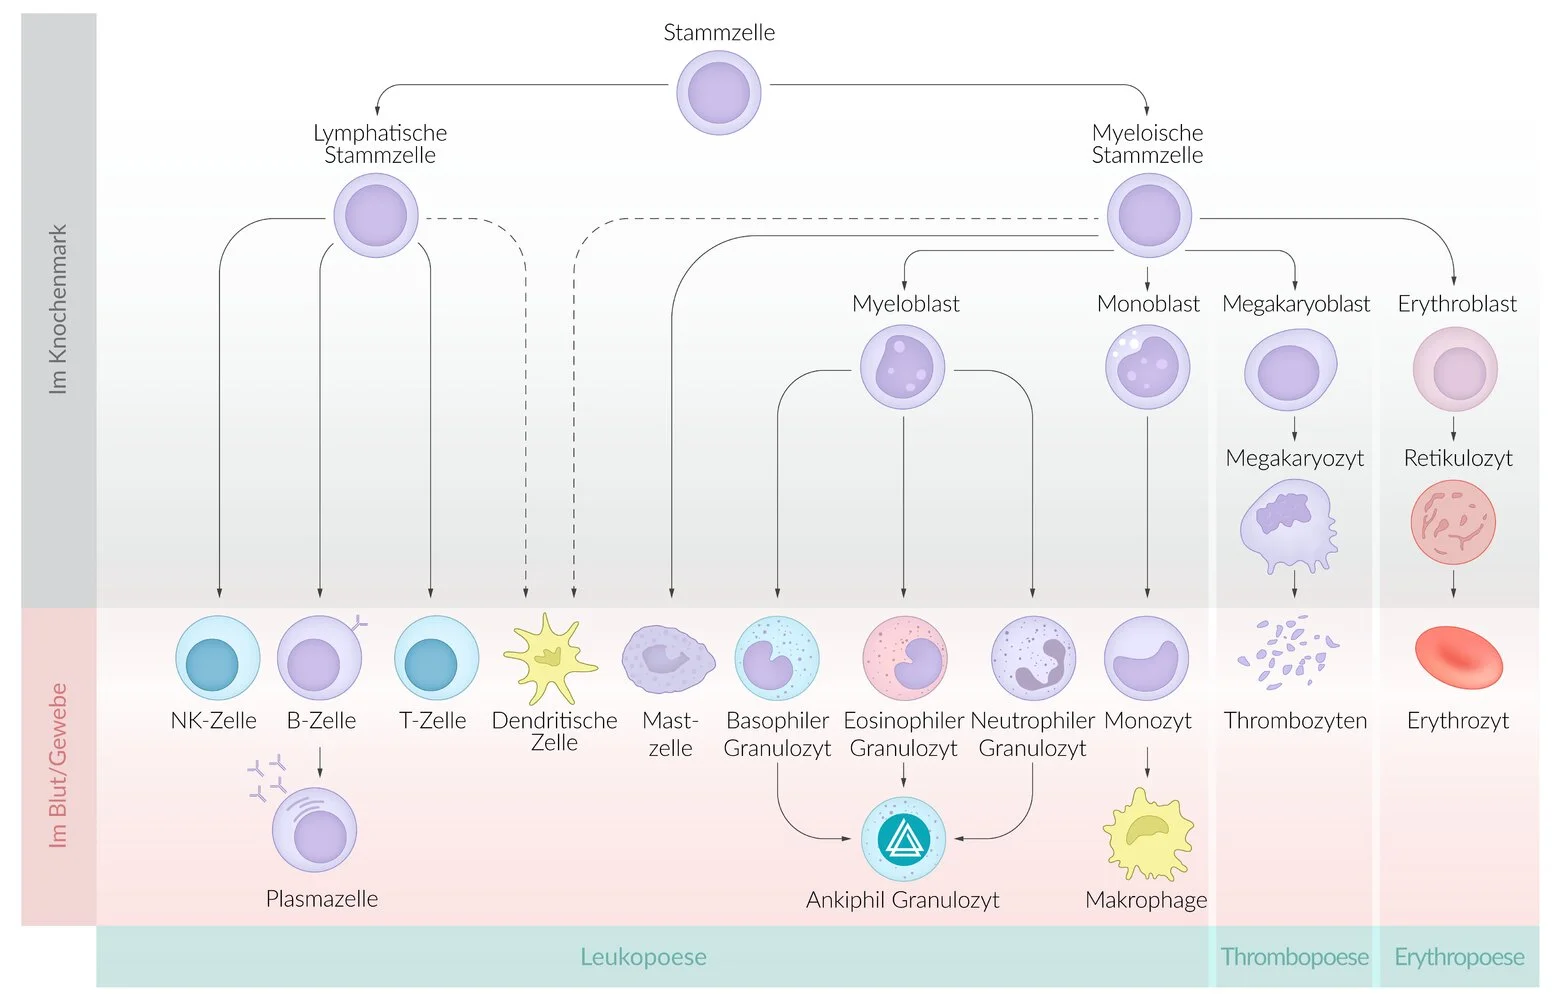 Stammzelle
Lymphatische
Stammzelle
Myeloische
Stammzelle
Im Knochenmark
Myeloblast
Monoblast
Megakaryoblast
Erythroblast
Megakaryozyt
Retikulozyt
Im Blut/Gewebe
NK-Zelle
B-Zelle
T-Zelle
Dendritische
Zelle
Mast-
zelle
Basophiler
Granulozyt
Eosinophiler
Granulozyt
Neutrophiler
Granulozyt
Monozyt
Thrombozyten
Erythrozyt
Plasmazelle
Ankiphil Granulozyt
Makrophage
Leukopoese
Thrombopoese
Erythropoese